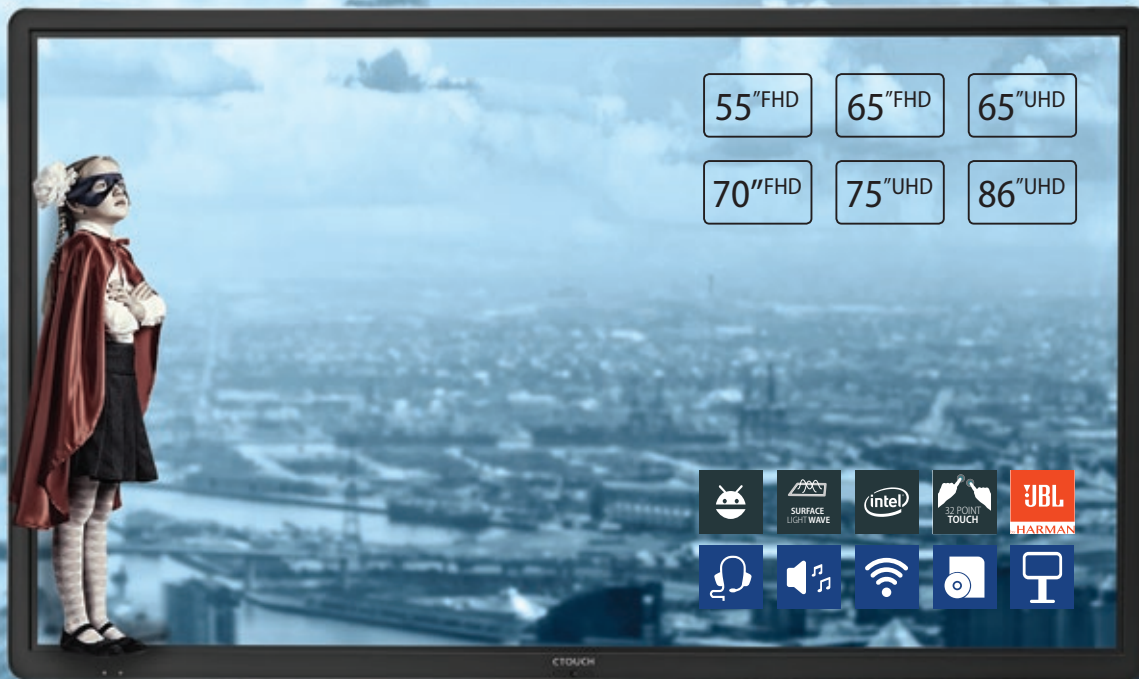 55″FHD 65″FHD 65″UHD
70″FHD 75″UHD 86″UHD
SURFACE
LIGHT WAVE
intel
32 POINT
TOUCH
JBL
HARMAN
CTOUCH